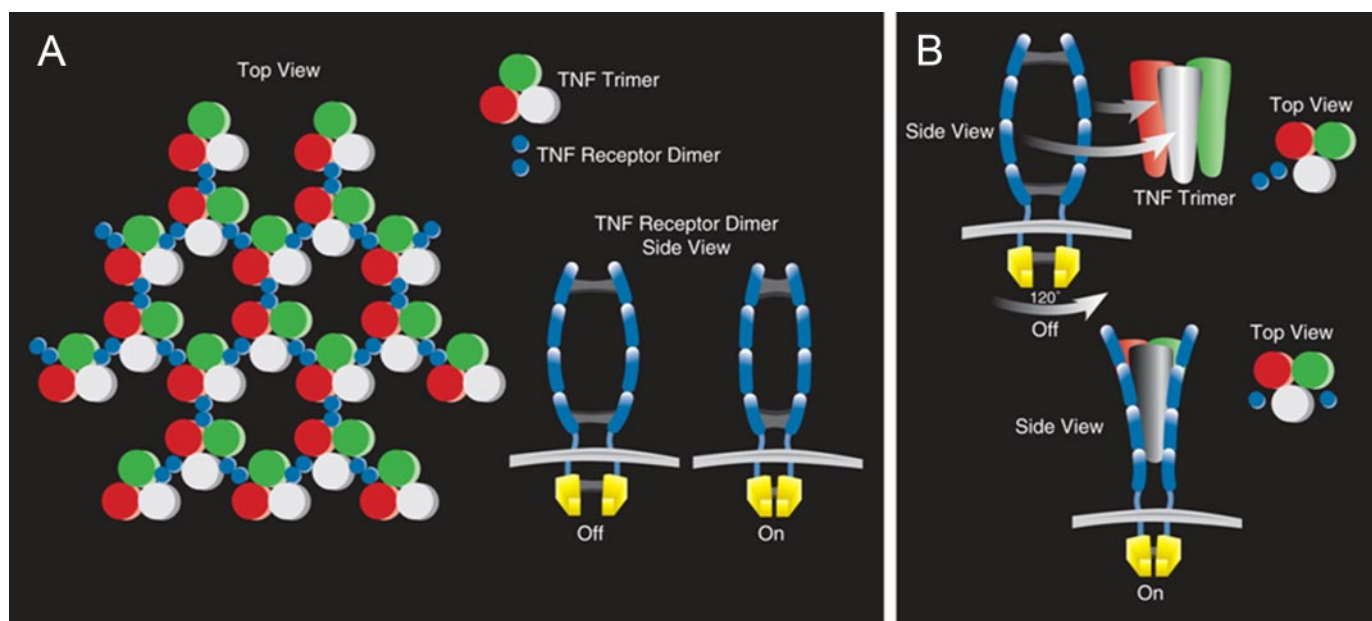 A
Top View
TNF Trimer
TNF Receptor Dimer
TNF Receptor Dimer
Side View
Off
On
B
Side View
TNF Trimer
Top View
120°
Off
Top View
Side View
On